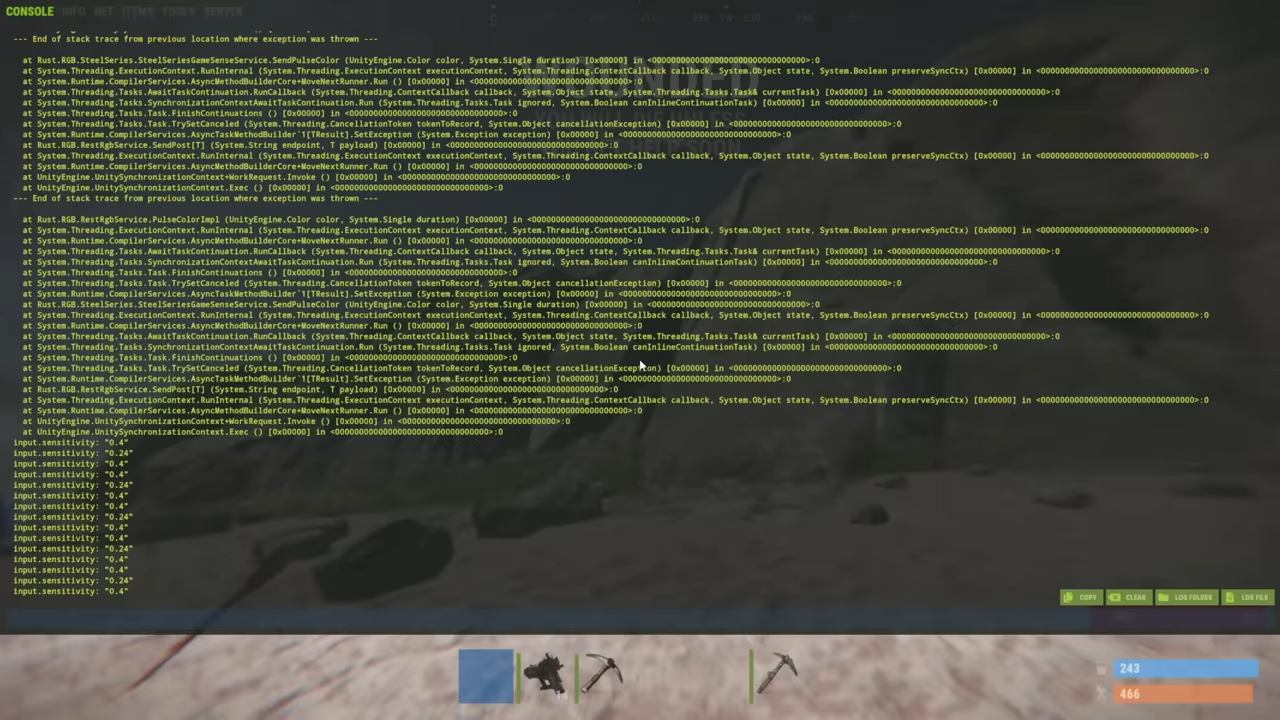 CONSOLE INFO NET ITEMS TOOLS SERVER
--- End of stack trace from previous location where exception was thrown ---
at Rust.RGB.SteelSeries.SteelSeriesGameSenseService.SendPulseColor (UnityEngine.Color color, System.Single duration) [0x00000] in <00000000000000000000000000000000>:0
at System.Threading.ExecutionContext.RunInternal (System.Threading.ExecutionContext executionContext, System.Threading.ContextCallback callback, System.Object state, System.Boolean preserveSyncCtx) [0x00000] in <00000000000000000000000000000000>:0
at System.Runtime.CompilerServices.AsyncMethodBuilderCore+MoveNextRunner.Run () [0x00000] in <00000000000000000000000000000000>:0
at System.Threading.Tasks.AwaitTaskContinuation.RunCallback (System.Threading.ContextCallback callback, System.Object state, System.Threading.Tasks.Task& currentTask) [0x00000] in <00000000000000000000000000000000>:0
at System.Threading.Tasks.SynchronizationContextAwaitTaskContinuation.Run (System.Threading.Tasks.Task ignored, System.Boolean canInlineContinuationTask) [0x00000] in <00000000000000000000000000000000>:0
at System.Threading.Tasks.Task.FinishContinuations () [0x00000] in <00000000000000000000000000000000>:0
at System.Threading.Tasks.Task.TrySetCanceled (System.Threading.CancellationToken tokenToRecord, System.Object cancellationException) [0x00000] in <00000000000000000000000000000000>:0
at System.Runtime.CompilerServices.AsyncTaskMethodBuilder`1[TResult].SetException (System.Exception exception) [0x00000] in <00000000000000000000000000000000>:0
at Rust.RGB.RestRgbService.SendPost[T] (System.String endpoint, T payload) [0x00000] in <00000000000000000000000000000000>:0
at System.Threading.ExecutionContext.RunInternal (System.Threading.ExecutionContext executionContext, System.Threading.ContextCallback callback, System.Object state, System.Boolean preserveSyncCtx) [0x00000] in <00000000000000000000000000000000>:0
at System.Runtime.CompilerServices.AsyncMethodBuilderCore+MoveNextRunner.Run () [0x00000] in <00000000000000000000000000000000>:0
at UnityEngine.UnitySynchronizationContext+WorkRequest.Invoke () [0x00000] in <00000000000000000000000000000000>:0
at UnityEngine.UnitySynchronizationContext.Exec () [0x00000] in <00000000000000000000000000000000>:0
--- End of stack trace from previous location where exception was thrown ---
at Rust.RGB.RestRgbService.PulseColorImpl (UnityEngine.Color color, System.Single duration) [0x00000] in <00000000000000000000000000000000>:0
at System.Threading.ExecutionContext.RunInternal (System.Threading.ExecutionContext executionContext, System.Threading.ContextCallback callback, System.Object state, System.Boolean preserveSyncCtx) [0x00000] in <00000000000000000000000000000000>:0
at System.Runtime.CompilerServices.AsyncMethodBuilderCore+MoveNextRunner.Run () [0x00000] in <00000000000000000000000000000000>:0
at System.Threading.Tasks.AwaitTaskContinuation.RunCallback (System.Threading.ContextCallback callback, System.Object state, System.Threading.Tasks.Task& currentTask) [0x00000] in <00000000000000000000000000000000>:0
at System.Threading.Tasks.SynchronizationContextAwaitTaskContinuation.Run (System.Threading.Tasks.Task ignored, System.Boolean canInlineContinuationTask) [0x00000] in <00000000000000000000000000000000>:0
at System.Threading.Tasks.Task.FinishContinuations () [0x00000] in <00000000000000000000000000000000>:0
at System.Threading.Tasks.Task.TrySetCanceled (System.Threading.CancellationToken tokenToRecord, System.Object cancellationException) [0x00000] in <00000000000000000000000000000000>:0
at System.Runtime.CompilerServices.AsyncTaskMethodBuilder`1[TResult].SetException (System.Exception exception) [0x00000] in <00000000000000000000000000000000>:0
at Rust.RGB.SteelSeries.SteelSeriesGameSenseService.SendPulseColor (UnityEngine.Color color, System.Single duration) [0x00000] in <00000000000000000000000000000000>:0
at System.Threading.ExecutionContext.RunInternal (System.Threading.ExecutionContext executionContext, System.Threading.ContextCallback callback, System.Object state, System.Boolean preserveSyncCtx) [0x00000] in <00000000000000000000000000000000>:0
at System.Runtime.CompilerServices.AsyncMethodBuilderCore+MoveNextRunner.Run () [0x00000] in <00000000000000000000000000000000>:0
at System.Threading.Tasks.AwaitTaskContinuation.RunCallback (System.Threading.ContextCallback callback, System.Object state, System.Threading.Tasks.Task& currentTask) [0x00000] in <00000000000000000000000000000000>:0
at System.Threading.Tasks.SynchronizationContextAwaitTaskContinuation.Run (System.Threading.Tasks.Task ignored, System.Boolean canInlineContinuationTask) [0x00000] in <00000000000000000000000000000000>:0
at System.Threading.Tasks.Task.FinishContinuations () [0x00000] in <00000000000000000000000000000000>:0
at System.Threading.Tasks.Task.TrySetCanceled (System.Threading.CancellationToken tokenToRecord, System.Object cancellationException) [0x00000] in <00000000000000000000000000000000>:0
at System.Runtime.CompilerServices.AsyncTaskMethodBuilder`1[TResult].SetException (System.Exception exception) [0x00000] in <00000000000000000000000000000000>:0
at Rust.RGB.RestRgbService.SendPost[T] (System.String endpoint, T payload) [0x00000] in <00000000000000000000000000000000>:0
at System.Threading.ExecutionContext.RunInternal (System.Threading.ExecutionContext executionContext, System.Threading.ContextCallback callback, System.Object state, System.Boolean preserveSyncCtx) [0x00000] in <00000000000000000000000000000000>:0
at System.Runtime.CompilerServices.AsyncMethodBuilderCore+MoveNextRunner.Run () [0x00000] in <00000000000000000000000000000000>:0
at UnityEngine.UnitySynchronizationContext+WorkRequest.Invoke () [0x00000] in <00000000000000000000000000000000>:0
at UnityEngine.UnitySynchronizationContext.Exec () [0x00000] in <00000000000000000000000000000000>:0
input.sensitivity: "0.4"
input.sensitivity: "0.24"
input.sensitivity: "0.4"
input.sensitivity: "0.4"
input.sensitivity: "0.24"
input.sensitivity: "0.4"
input.sensitivity: "0.4"
input.sensitivity: "0.24"
input.sensitivity: "0.4"
input.sensitivity: "0.4"
input.sensitivity: "0.24"
input.sensitivity: "0.4"
input.sensitivity: "0.4"
input.sensitivity: "0.24"
input.sensitivity: "0.4"
COPY CLEAR LOG FOLDER LOG FILE
243
466